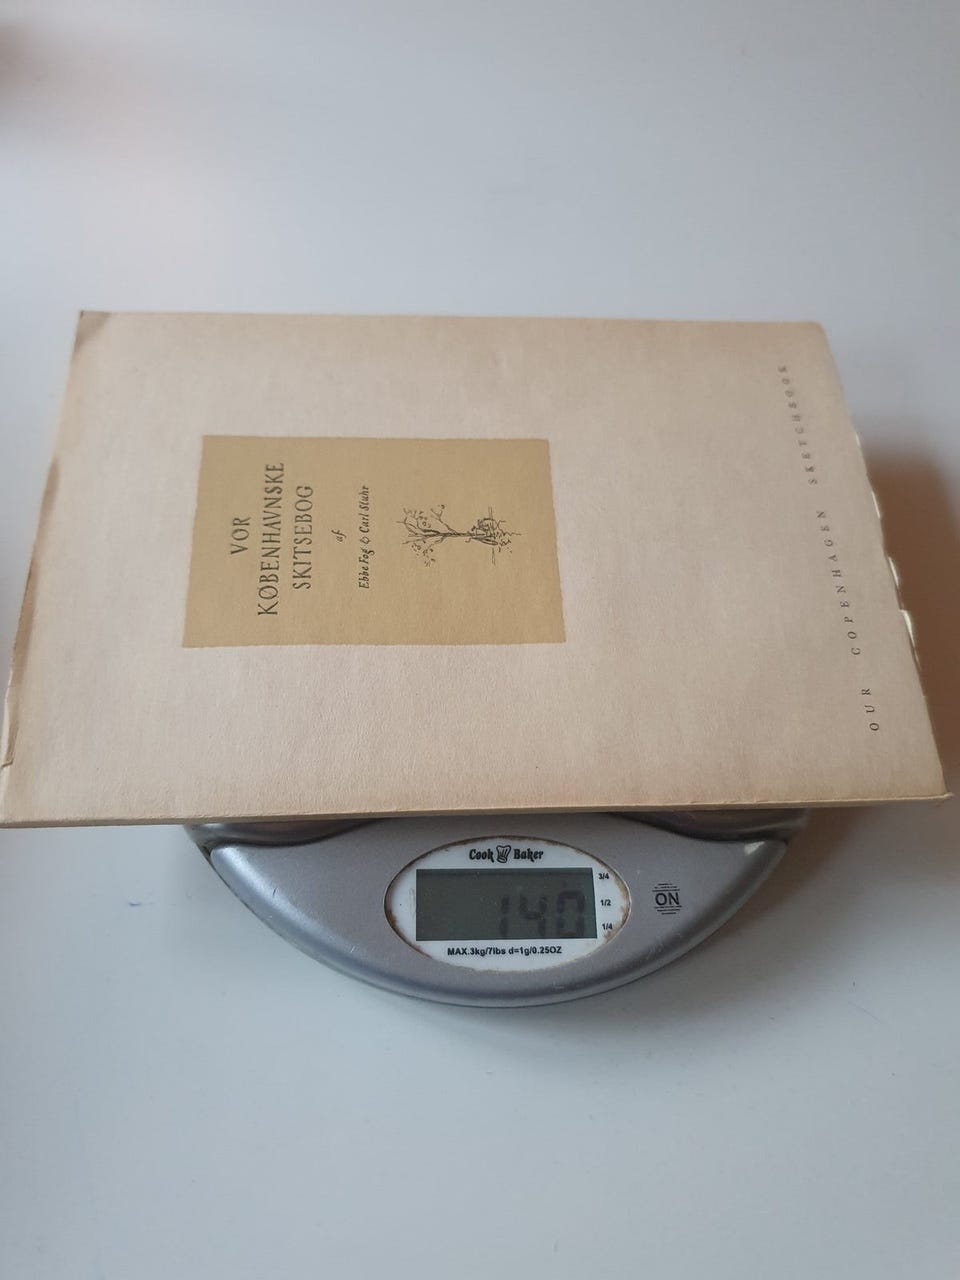 VOR
KØBENHAVNSKE
SKITSEBOG
af
Ebbe Fog & Carl Stuhr
OUR COPENHAGEN SKETCHBOOK
Cook Baker
140
3/4
1/2
1/4
MAX.3kg/7lbs d=1g/0.25OZ
ON